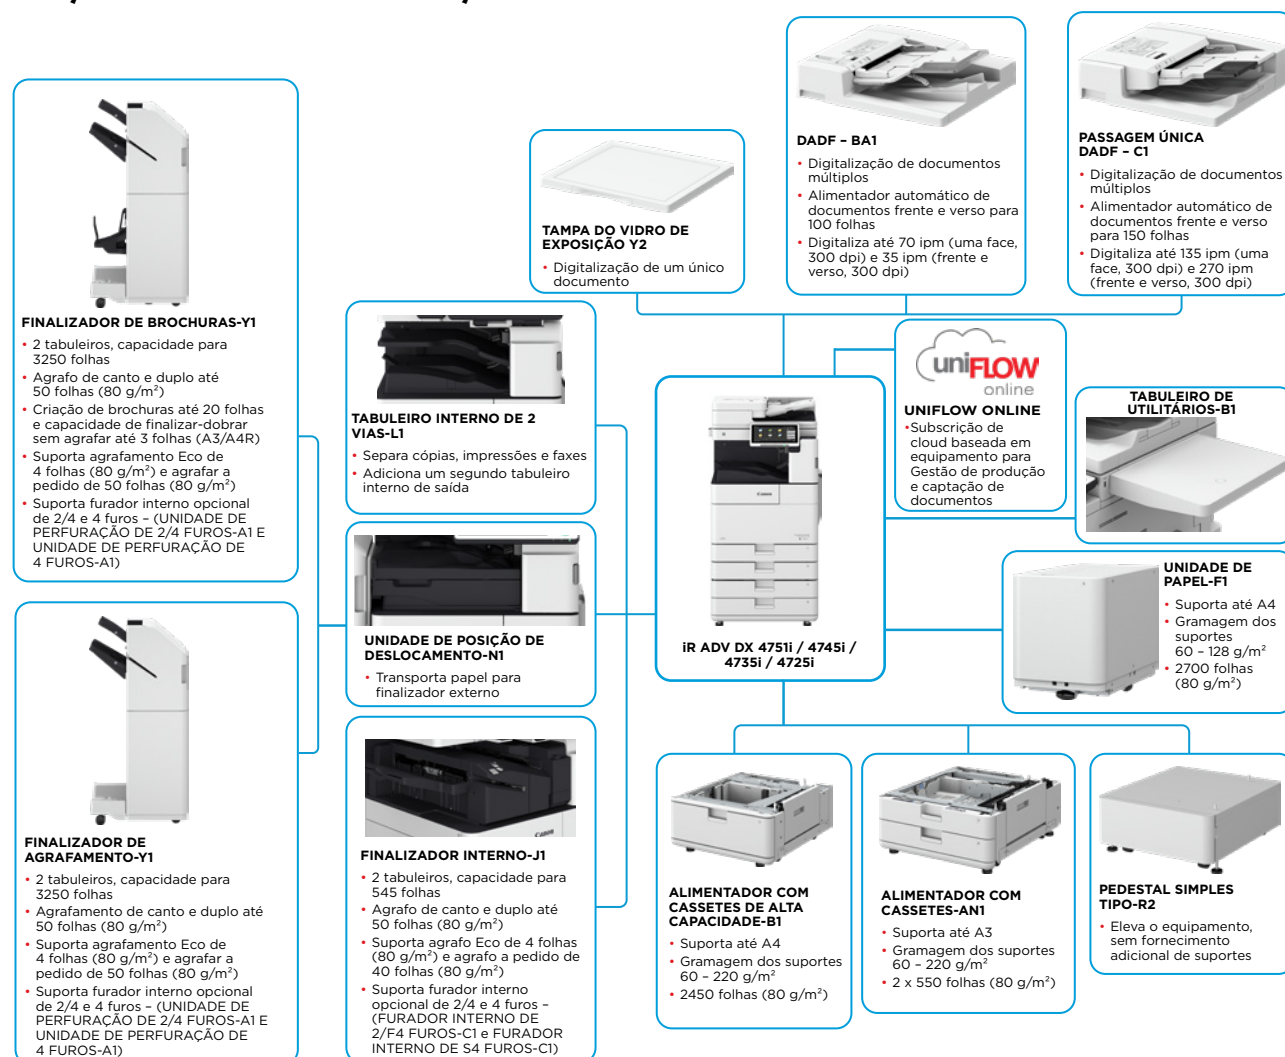 DADF – BA1
• Digitalização de documentos
múltiplos
• Alimentador automático de
documentos frente e verso para
100 folhas
• Digitaliza até 70 ipm (uma face,
300 dpi) e 35 ipm (frente e
verso, 300 dpi)
PASSAGEM ÚNICA
DADF – C1
• Digitalização de documentos
múltiplos
• Alimentador automático de
documentos frente e verso
para 150 folhas
• Digitaliza até 135 ipm (uma
face, 300 dpi) e 270 ipm
(frente e verso, 300 dpi)
TAMPA DO VIDRO DE
EXPOSIÇÃO Y2
• Digitalização de um único
documento
FINALIZADOR DE BROCHURAS-Y1
• 2 tabuleiros, capacidade para
3250 folhas
• Agrafo de canto e duplo até
50 folhas (80 g/m²)
• Criação de brochuras até 20 folhas
e capacidade de finalizar-dobrar
sem agrafar até 3 folhas (A3/A4R)
• Suporta agrafamento Eco de
4 folhas (80 g/m²) e agrafar a
pedido de 50 folhas (80 g/m²)
• Suporta furador interno opcional
de 2/4 e 4 furos – (UNIDADE DE
PERFURAÇÃO DE 2/4 FUROS-A1 E
UNIDADE DE PERFURAÇÃO DE
4 FUROS-A1)
TABULEIRO INTERNO DE 2
VIAS-L1
• Separa cópias, impressões e faxes
• Adiciona um segundo tabuleiro
interno de saída
uniFLOW
online
UNIFLOW ONLINE
•Subscrição de
cloud baseada em
equipamento para
Gestão de produção
e captação de
documentos
TABULEIRO DE
UTILITÁRIOS-B1
Canon
iR ADV DX 4751i / 4745i /
4735i / 4725i
UNIDADE DE POSIÇÃO DE
DESLOCAMENTO-N1
• Transporta papel para
finalizador externo
UNIDADE DE
PAPEL-F1
• Suporta até A4
• Gramagem dos
suportes
60 – 128 g/m²
• 2700 folhas
(80 g/m²)
FINALIZADOR DE
AGRAFAMENTO-Y1
• 2 tabuleiros, capacidade para
3250 folhas
• Agrafamento de canto e duplo até
50 folhas (80 g/m²)
• Suporta agrafamento Eco de
4 folhas (80 g/m²) e agrafar a
pedido de 50 folhas (80 g/m²)
• Suporta furador interno opcional
de 2/4 e 4 furos – (UNIDADE DE
PERFURAÇÃO DE 2/4 FUROS-A1 E
UNIDADE DE PERFURAÇÃO DE
4 FUROS-A1)
Canon
FINALIZADOR INTERNO-J1
• 2 tabuleiros, capacidade para
545 folhas
• Agrafo de canto e duplo até
50 folhas (80 g/m²)
• Suporta agrafo Eco de 4 folhas
(80 g/m²) e agrafo a pedido de
40 folhas (80 g/m²)
• Suporta furador interno
opcional de 2/4 e 4 furos –
(FURADOR INTERNO DE
2/F4 FUROS-C1 e FURADOR
INTERNO DE S4 FUROS-C1)
ALIMENTADOR COM
CASSETES DE ALTA
CAPACIDADE-B1
• Suporta até A4
• Gramagem dos suportes
60 – 220 g/m²
• 2450 folhas (80 g/m²)
ALIMENTADOR COM
CASSETES-AN1
• Suporta até A3
• Gramagem dos suportes
60 – 220 g/m²
• 2 x 550 folhas (80 g/m²)
PEDESTAL SIMPLES
TIPO-R2
• Eleva o equipamento,
sem fornecimento
adicional de suportes